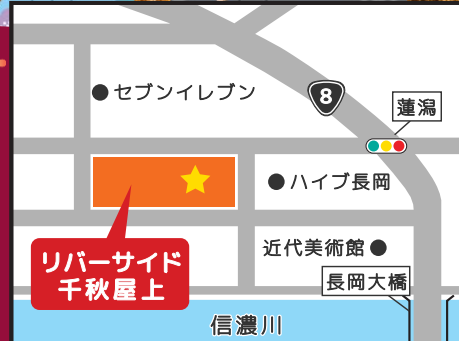 セブンイレブン
8
蓮潟
ハイブ長岡
近代美術館
リバーサイド
千秋屋上
長岡大橋
信濃川